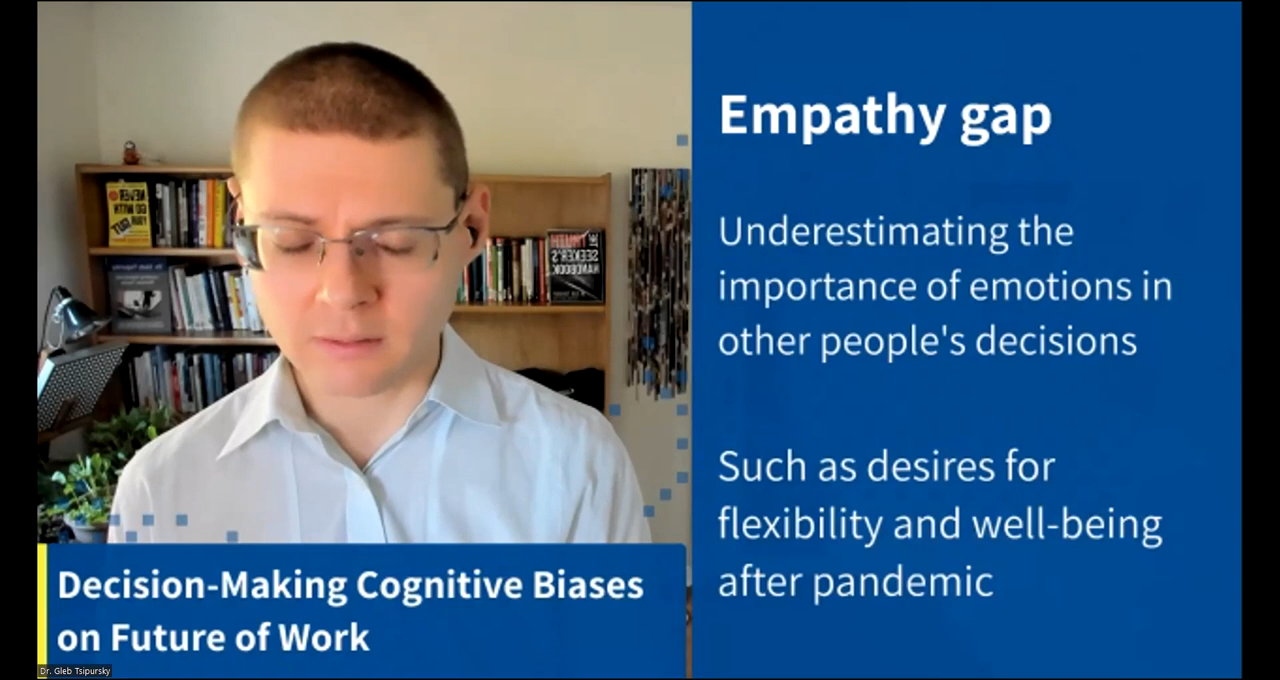 Empathy gap
Underestimating the
importance of emotions in
other people's decisions
Such as desires for
flexibility and well-being
after pandemic
NEVER
GO WITH
YOUR
GUT
TRUTH
SEEKER'S
HANDBOOK
Decision-Making Cognitive Biases
on Future of Work
Dr. Gleb Tsipursky